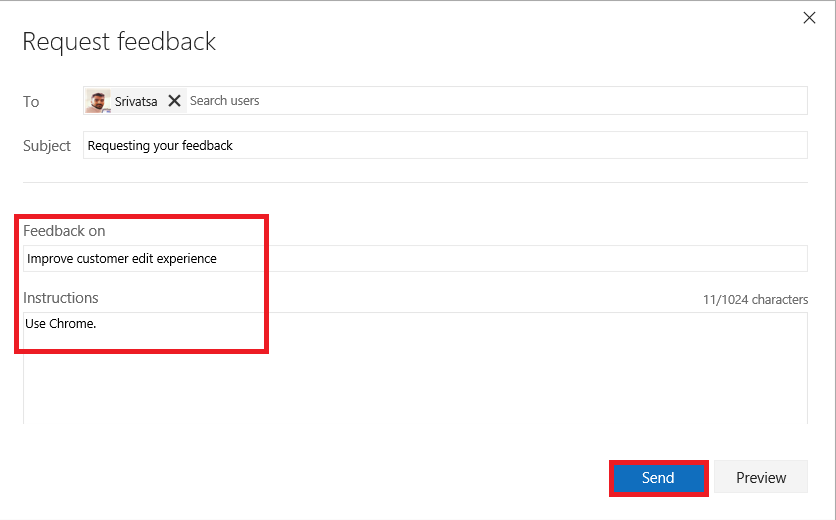 Request feedback
To Srivatsa Search users
Subject Requesting your feedback
Feedback on
Improve customer edit experience
Instructions 11/1024 characters
Use Chrome.
Send Preview